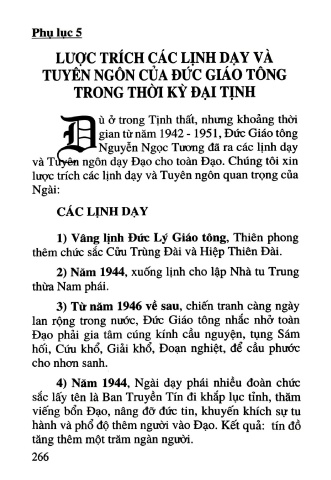 Phụ lục 5
LƯỢC TRÍCH CÁC LỊNH DẠY VÀ
TUYÊN NGÔN CỦA ĐỨC GIÁO TÔNG
TRONG THỜI KỲ ĐẠI TỊNH
Dù ở trong Tịnh thất, nhưng khoảng thời
gian từ năm 1942 - 1951, Đức Giáo tông
Nguyễn Ngọc Tương đã ra các lịnh dạy
và Tuyên ngôn dạy Đạo cho toàn Đạo. Chúng tôi xin
lược trích các lịnh dạy và Tuyên ngôn quan trọng của
Ngài:
CÁC LỊNH DẠY
1) Vâng lịnh Đức Lý Giáo tông, Thiên phong
thêm chức sắc Cửu Trùng Đài và Hiệp Thiên Đài.
2) Năm 1944, xuống lịnh cho lập Nhà tu Trung
thừa Nam phái.
3) Từ năm 1946 về sau, chiến tranh càng ngày
lan rộng trong nước, Đức Giáo tông nhắc nhở toàn
Đạo phải gia tâm cúng kính cầu nguyện, tụng Sám
hối, Cứu khổ, Giải khổ, Đoạn nghiệt, để cầu phước
cho nhơn sanh.
4) Năm 1944, Ngài dạy phái nhiều đoàn chức
sắc lấy tên là Ban Truyền Tín đi khắp lục tỉnh, thăm
viếng bổn Đạo, nâng đỡ đức tin, khuyến khích sự tu
hành và phổ độ thêm người vào Đạo. Kết quả: tín đồ
tăng thêm một trăm ngàn người.
266